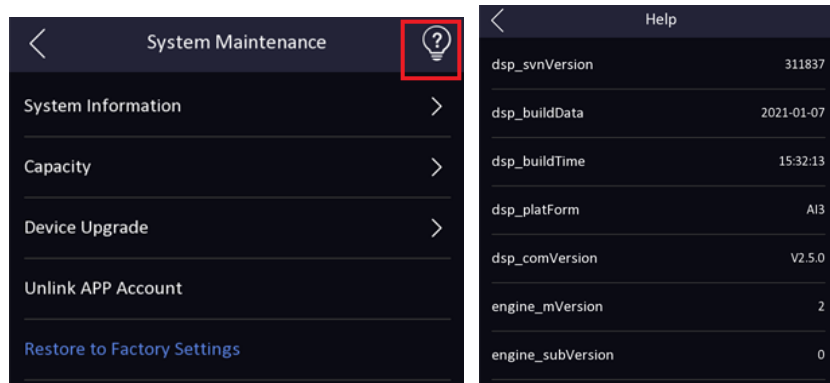 System Maintenance
?
System Information
Capacity
Device Upgrade
Unlink APP Account
Restore to Factory Settings
Help
dsp_svnVersion 311837
dsp_buildData 2021-01-07
dsp_buildTime 15:32:13
dsp_platForm AI3
dsp_comVersion V2.5.0
engine_mVersion 2
engine_subVersion 0